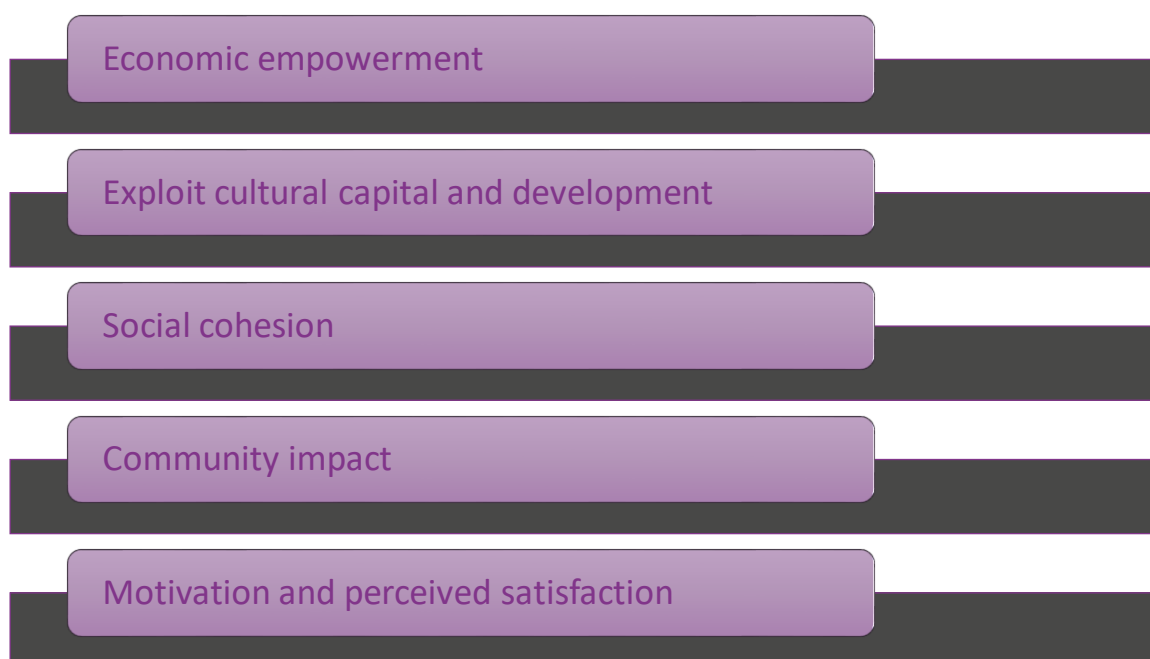 Economic empowerment
Exploit cultural capital and development
Social cohesion
Community impact
Motivation and perceived satisfaction